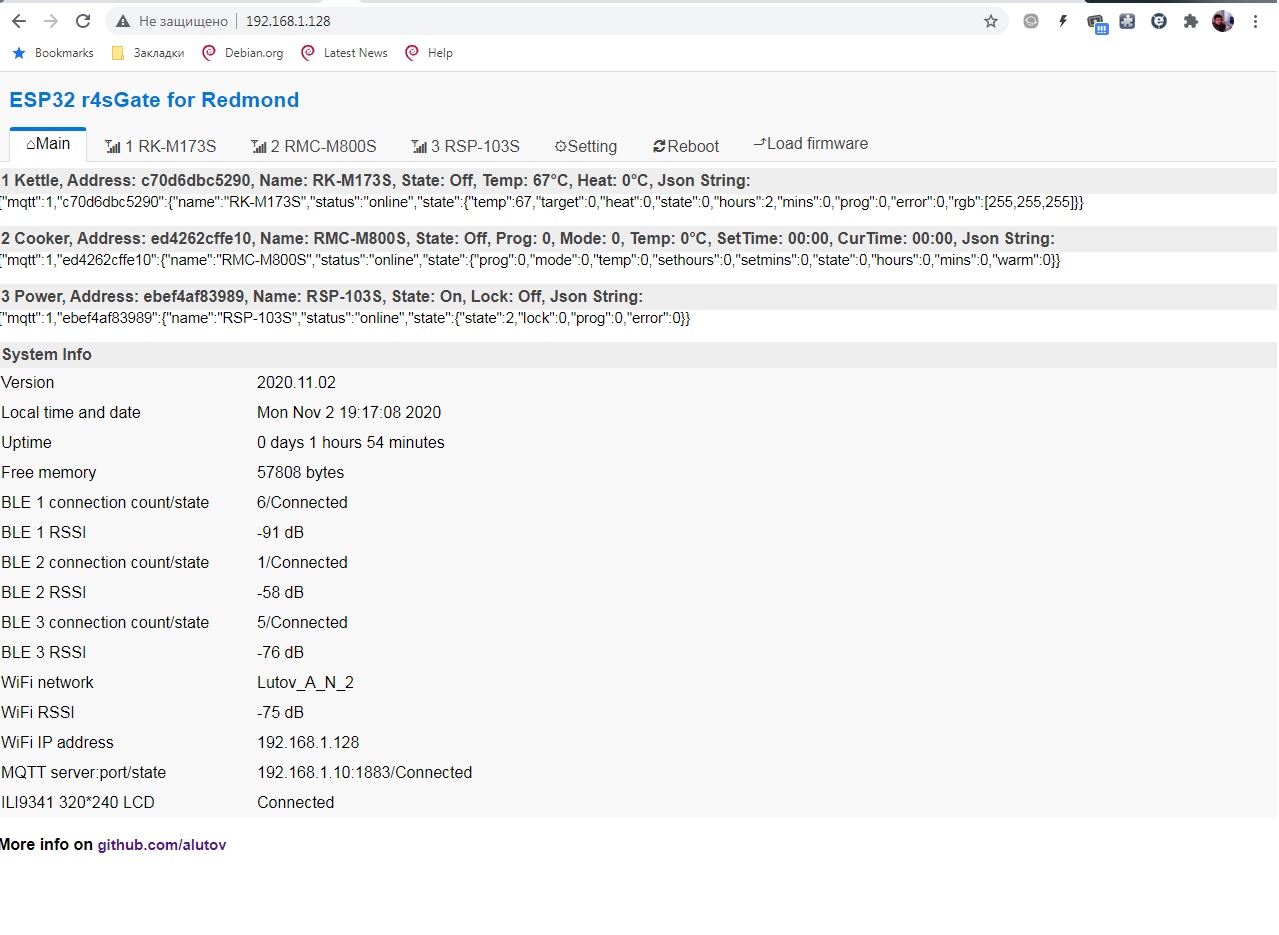 Не защищено | 192.168.1.128
Bookmarks Закладки Debian.org Latest News Help
ESP32 r4sGate for Redmond
Main 1 RK-M173S 2 RMC-M800S 3 RSP-103S Setting Reboot Load firmware
1 Kettle, Address: c70d6dbc5290, Name: RK-M173S, State: Off, Temp: 67°C, Heat: 0°C, Json String:
{"mqtt":1,"c70d6dbc5290":{"name":"RK-M173S","status":"online","state":{"temp":67,"target":0,"heat":0,"state":0,"hours":2,"mins":0,"prog":0,"error":0,"rgb":[255,255,255]}}
2 Cooker, Address: ed4262cffe10, Name: RMC-M800S, State: Off, Prog: 0, Mode: 0, Temp: 0°C, SetTime: 00:00, CurTime: 00:00, Json String:
{"mqtt":1,"ed4262cffe10":{"name":"RMC-M800S","status":"online","state":{"prog":0,"mode":0,"temp":0,"sethours":0,"setmins":0,"state":0,"hours":0,"mins":0,"warm":0}}
3 Power, Address: ebef4af83989, Name: RSP-103S, State: On, Lock: Off, Json String:
{"mqtt":1,"ebef4af83989":{"name":"RSP-103S","status":"online","state":{"state":2,"lock":0,"prog":0,"error":0}}
System Info
Version 2020.11.02
Local time and date Mon Nov 2 19:17:08 2020
Uptime 0 days 1 hours 54 minutes
Free memory 57808 bytes
BLE 1 connection count/state 6/Connected
BLE 1 RSSI -91 dB
BLE 2 connection count/state 1/Connected
BLE 2 RSSI -58 dB
BLE 3 connection count/state 5/Connected
BLE 3 RSSI -76 dB
WiFi network Lutov_A_N_2
WiFi RSSI -75 dB
WiFi IP address 192.168.1.128
MQTT server:port/state 192.168.1.10:1883/Connected
ILI9341 320*240 LCD Connected
More info on github.com/alutov